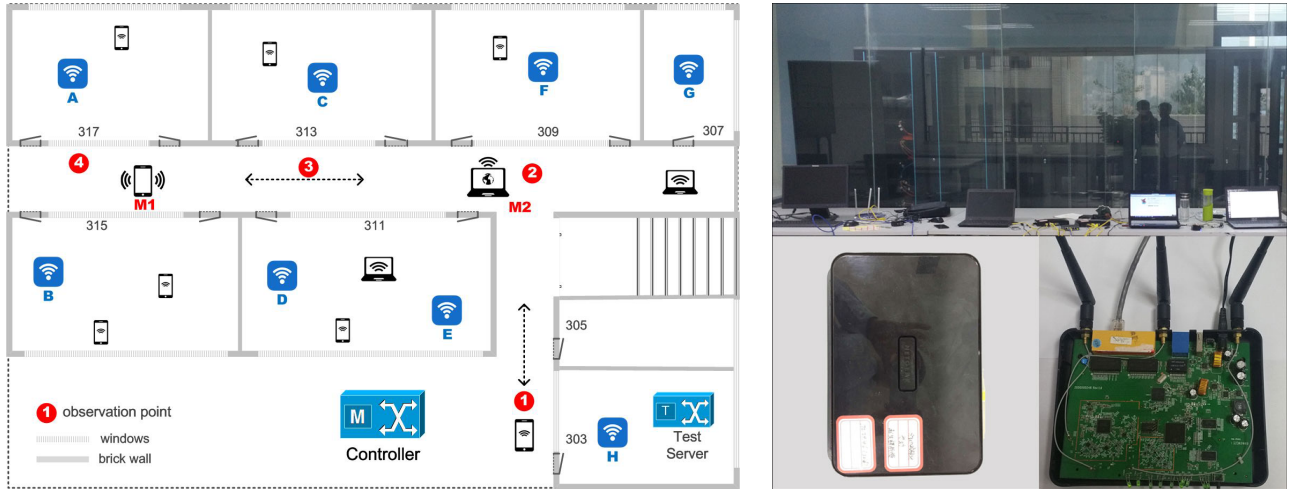 A
C
F
G
317
313
309
307
4
3
2
M1
M2
315
311
B
D
E
305
1
1 observation point
windows
brick wall
M
Controller
303
H
T
Test
Server